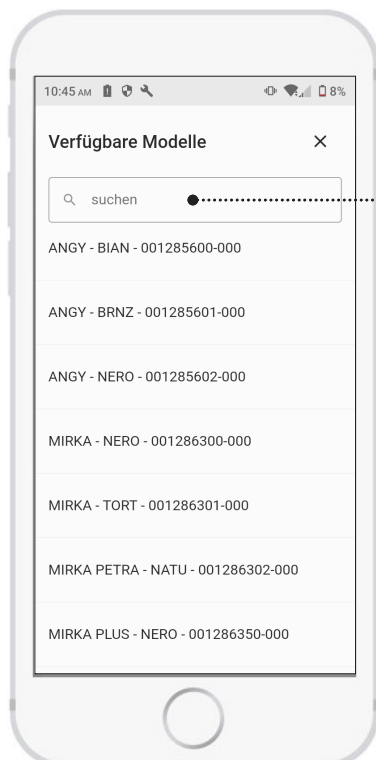 10:45 AM 8%
Verfügbare Modelle
suchen
ANGY - BIAN - 001285600-000
ANGY - BRNZ - 001285601-000
ANGY - NERO - 001285602-000
MIRKA - NERO - 001286300-000
MIRKA - TORT - 001286301-000
MIRKA PETRA - NATU - 001286302-000
MIRKA PLUS - NERO - 001286350-000